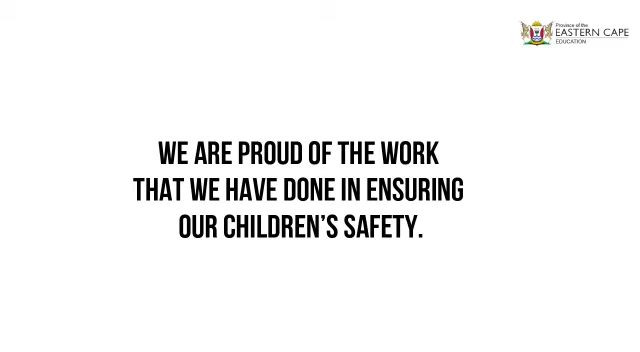 Province of the
EASTERN CAPE
EDUCATION
WE ARE PROUD OF THE WORK
THAT WE HAVE DONE IN ENSURING
OUR CHILDREN'S SAFETY.